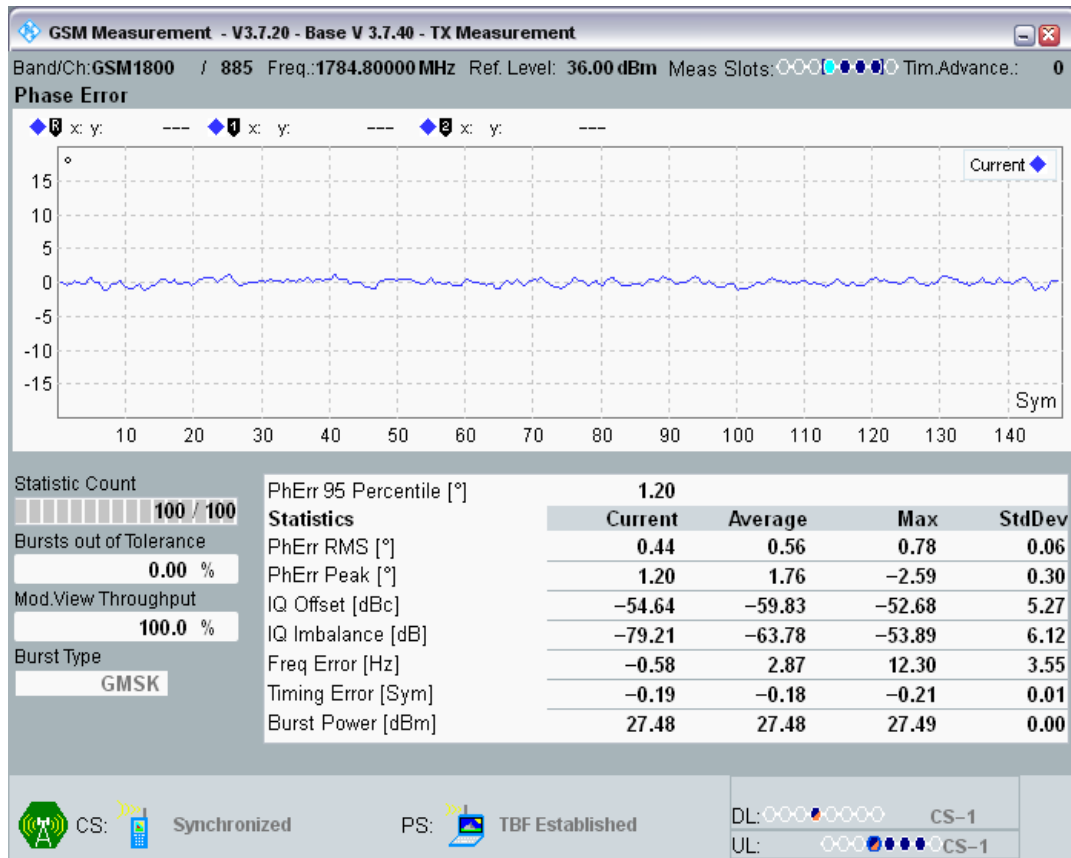 GSM Measurement - V3.7.20 - Base V 3.7.40 - TX Measurement
Band/Ch:GSM1800 / 885 Freq.:1784.80000 MHz Ref. Level: 36.00 dBm Meas Slots: Tim.Advance.: 0
Phase Error
R x: y: --- 1 x: y: --- 2 x: y: ---
° Current
15
10
5
0
-5
-10
-15
Sym
10 20 30 40 50 60 70 80 90 100 110 120 130 140
Statistic Count
100 / 100
Bursts out of Tolerance
0.00 %
Mod.View Throughput
100.0 %
Burst Type
GMSK
PhErr 95 Percentile [°] 1.20
Statistics Current Average Max StdDev
PhErr RMS [°] 0.44 0.56 0.78 0.06
PhErr Peak [°] 1.20 1.76 −2.59 0.30
IQ Offset [dBc] −54.64 −59.83 −52.68 5.27
IQ Imbalance [dB] −79.21 −63.78 −53.89 6.12
Freq Error [Hz] −0.58 2.87 12.30 3.55
Timing Error [Sym] −0.19 −0.18 −0.21 0.01
Burst Power [dBm] 27.48 27.48 27.49 0.00
CS: Synchronized PS: TBF Established
DL: CS−1
UL: CS−1